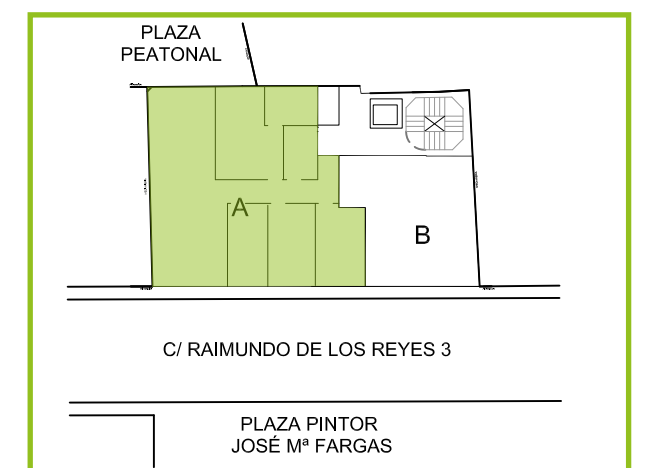 PLAZA
PEATONAL
A
B
C/ RAIMUNDO DE LOS REYES 3
PLAZA PINTOR
JOSÉ Mª FARGAS